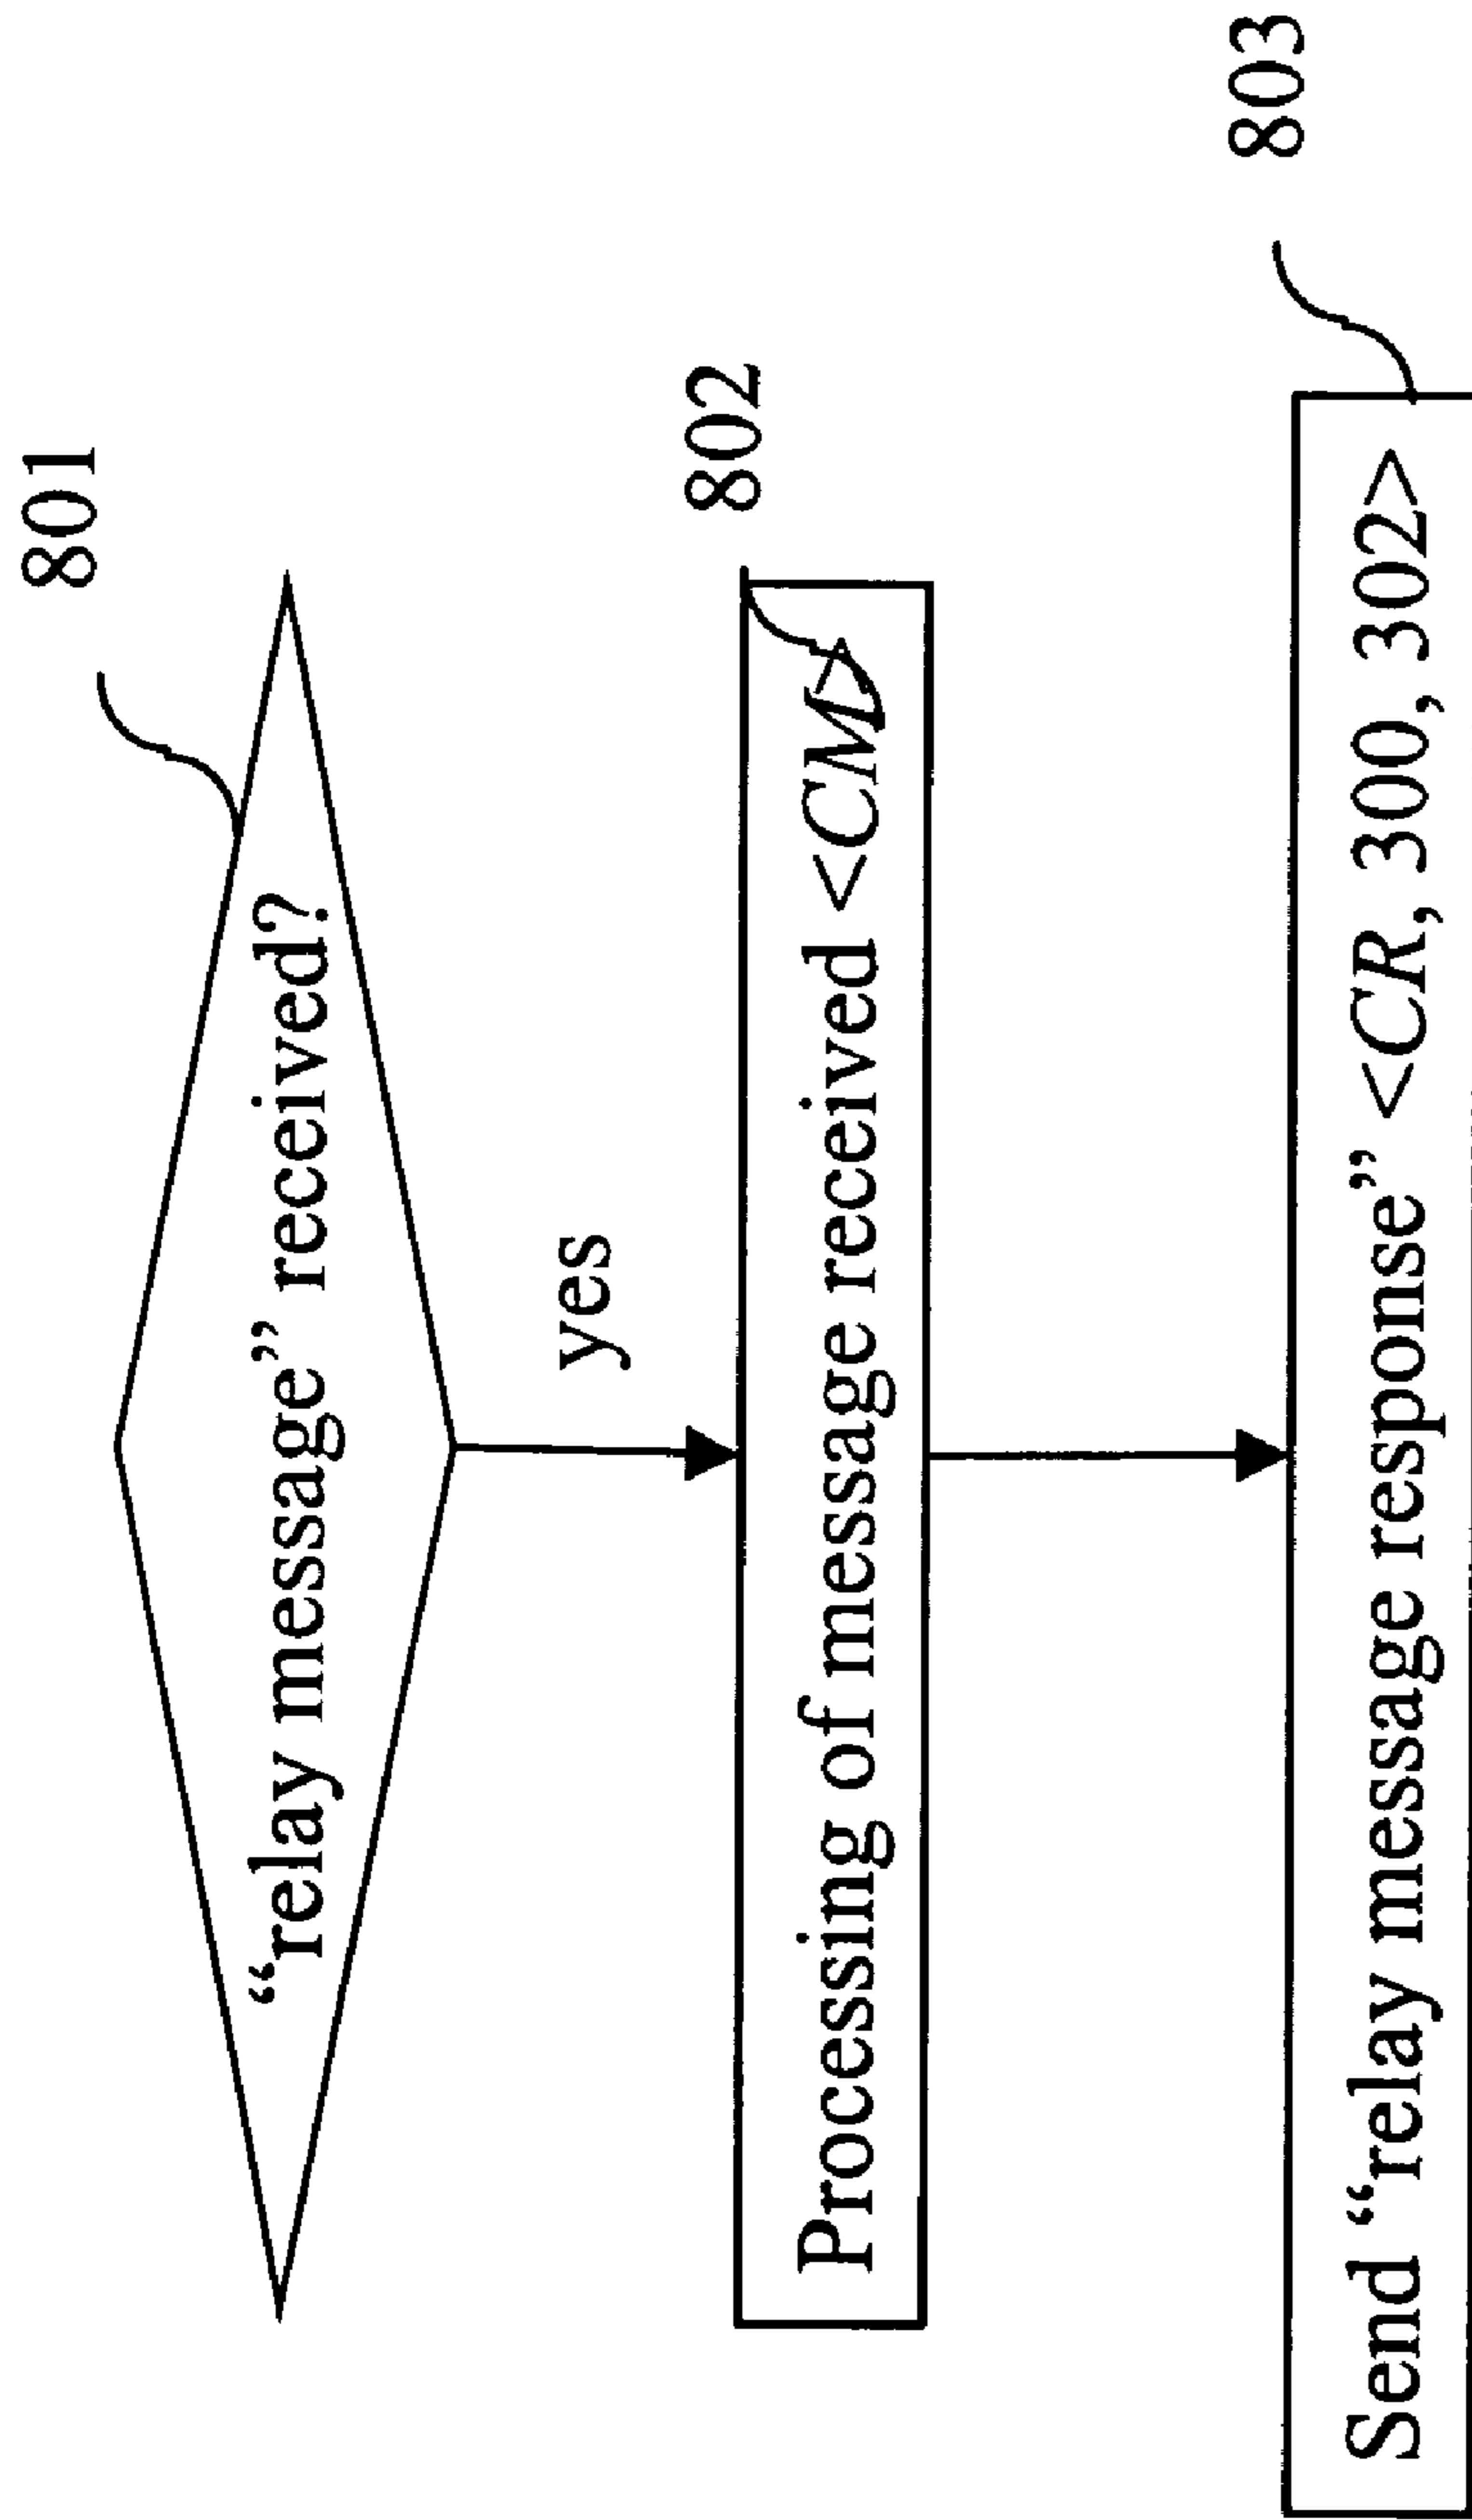 801
“relay message” received?
yes
802
Processing of message received <CM>
803
Send “relay message response” <CR, 300, 302>